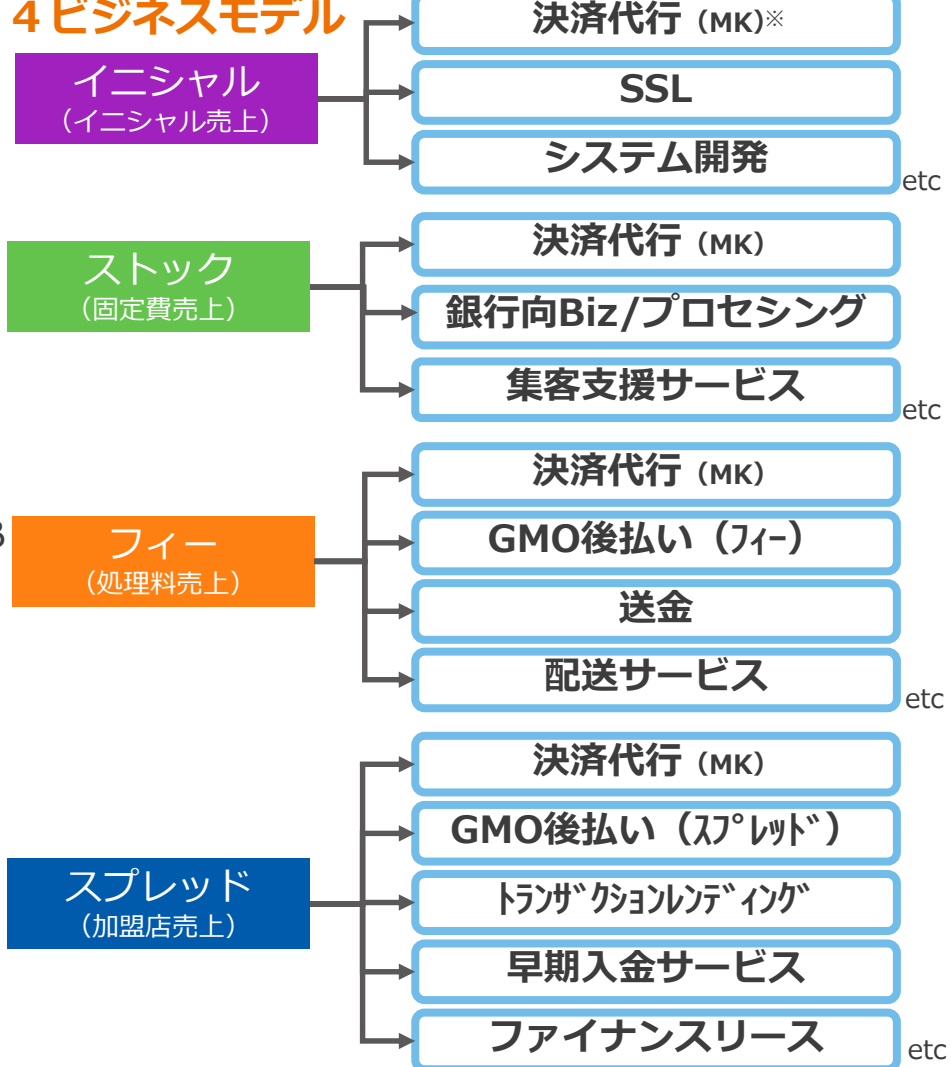 4ビジネスモデル
決済代行（MK）※
イニシャル
（イニシャル売上）
SSL
システム開発
etc
ストック
（固定費売上）
決済代行（MK）
銀行向Biz/プロセシング
集客支援サービス
etc
フィー
（処理料売上）
決済代行（MK）
GMO後払い（ﾌｨｰ）
送金
配送サービス
etc
スプレッド
（加盟店売上）
決済代行（MK）
GMO後払い（ｽﾌﾟﾚｯﾄﾞ）
ﾄﾗﾝｻﾞｸｼｮﾝﾚﾝﾃﾞｨﾝｸﾞ
早期入金サービス
ファイナンスリース
etc